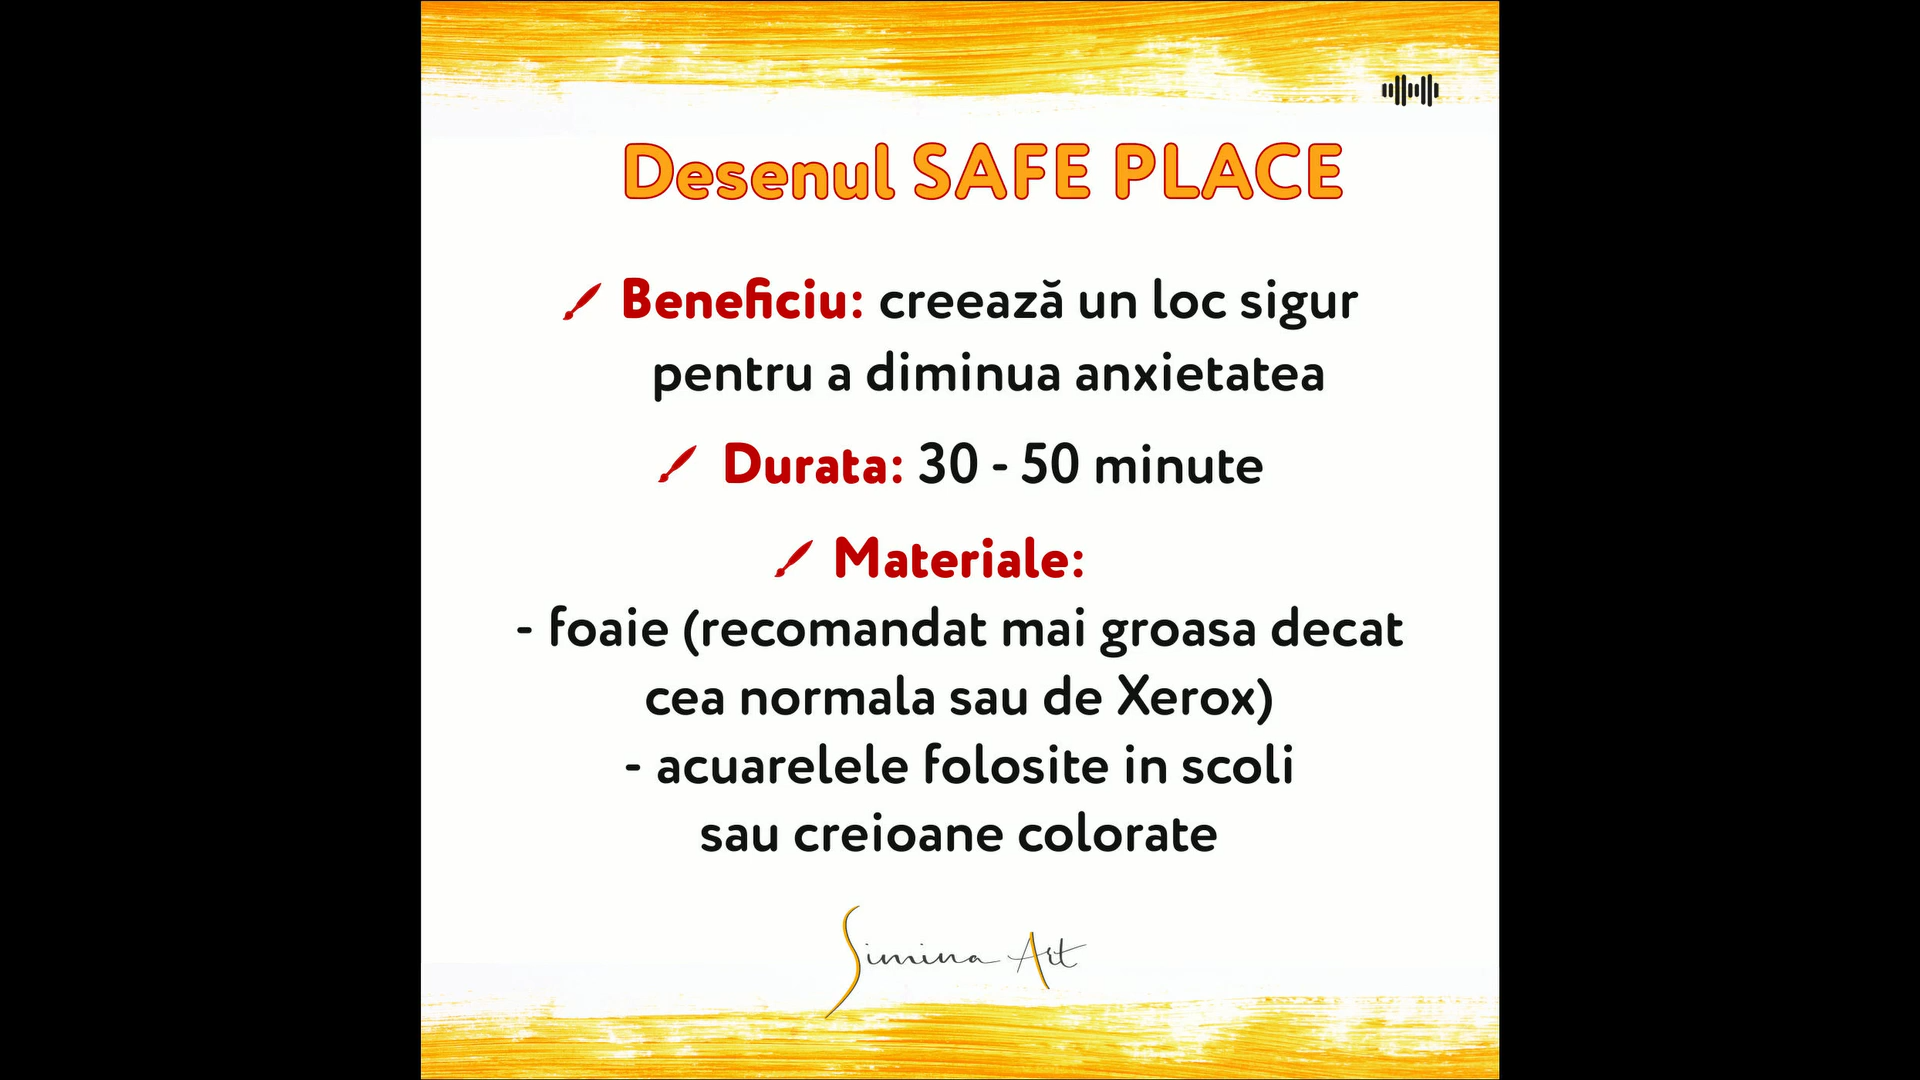 Desenul SAFE PLACE
Beneficiu: creează un loc sigur
pentru a diminua anxietatea
Durata: 30 - 50 minute
Materiale:
- foaie (recomandat mai groasa decat
cea normala sau de Xerox)
- acuarelele folosite in scoli
sau creioane colorate
Simina Art